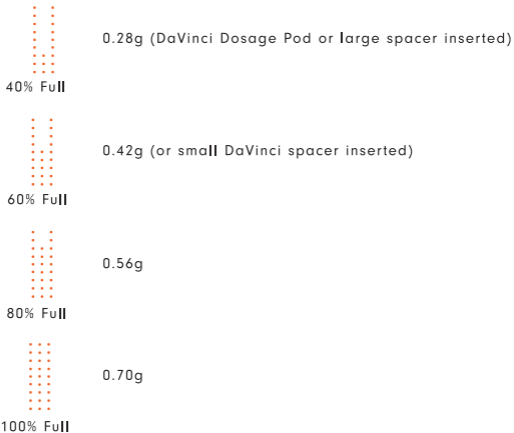 0.28g (DaVinci Dosage Pod or large spacer inserted)
40% Full
0.42g (or small DaVinci spacer inserted)
60% Full
0.56g
80% Full
0.70g
100% Full